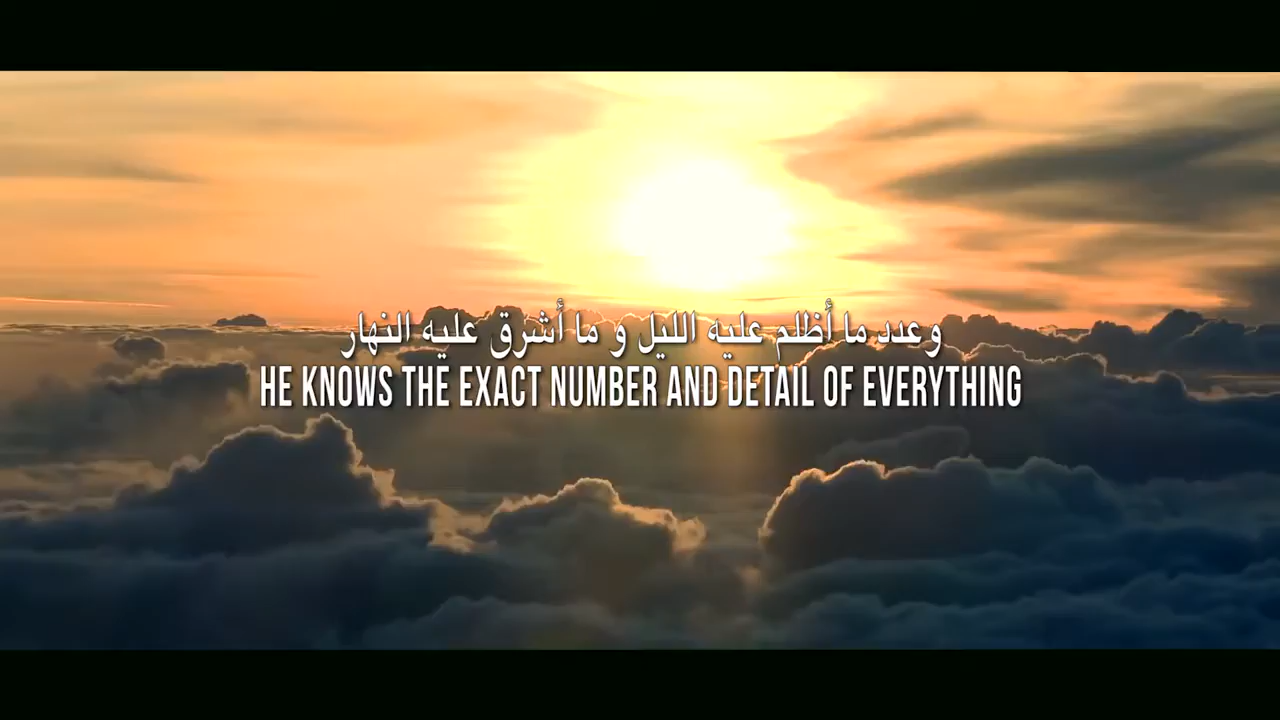 وعدد ما أظلم عليه الليل و ما أشرق عليه النهار
HE KNOWS THE EXACT NUMBER AND DETAIL OF EVERYTHING